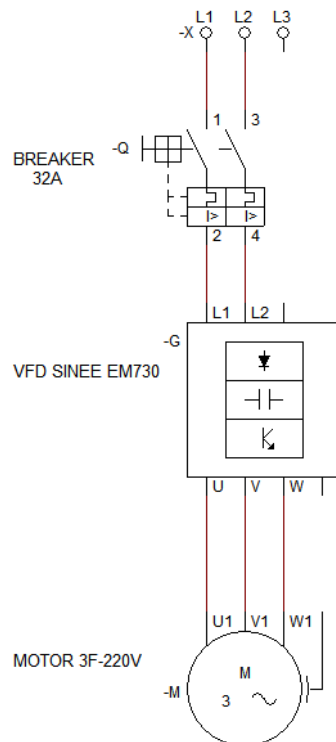 L1 L2 L3
-X
1 3
-Q
BREAKER
32A
I> I>
2 4
L1 L2
-G
VFD SINEE EM730
U V W
U1 V1 W1
MOTOR 3F-220V
M
-M
3